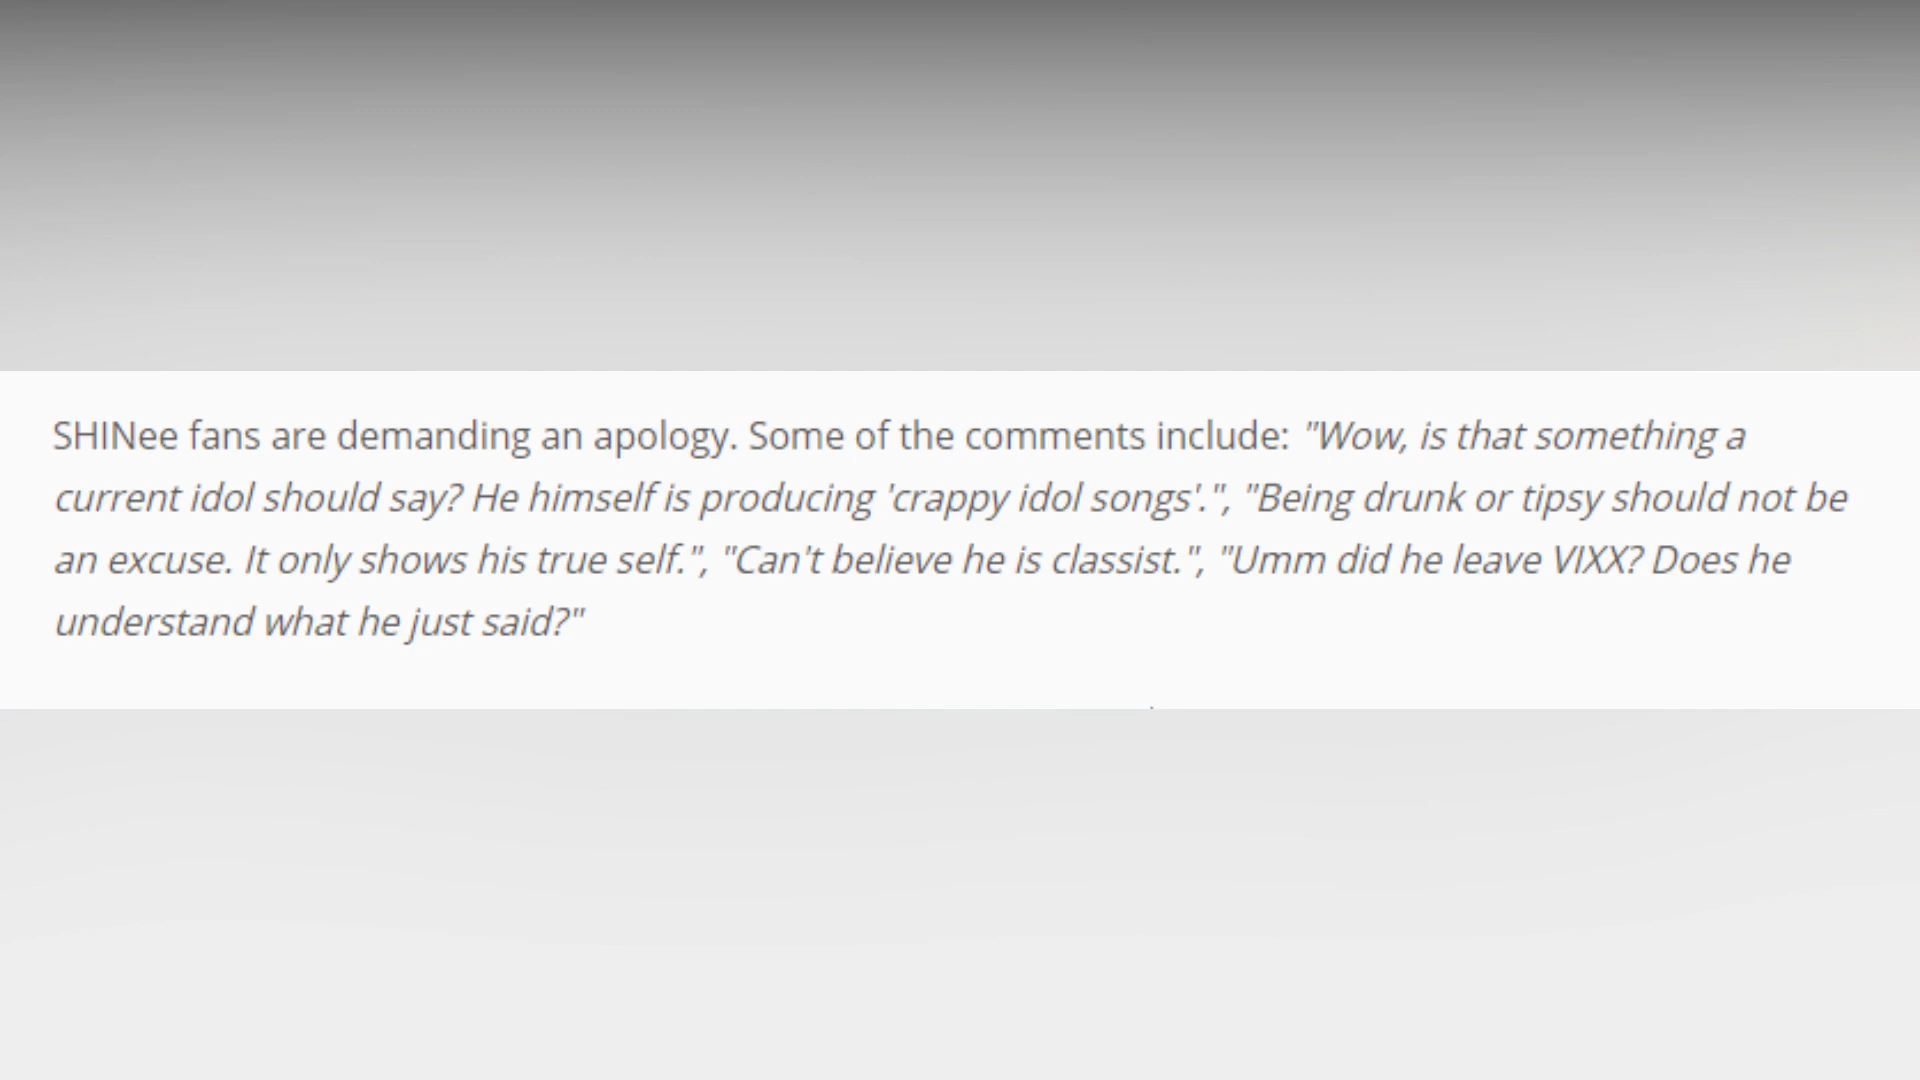 SHINee fans are demanding an apology. Some of the comments include: "Wow, is that something a
current idol should say? He himself is producing 'crappy idol songs'.", "Being drunk or tipsy should not be
an excuse. It only shows his true self.", "Can't believe he is classist.", "Umm did he leave VIXX? Does he
understand what he just said?"